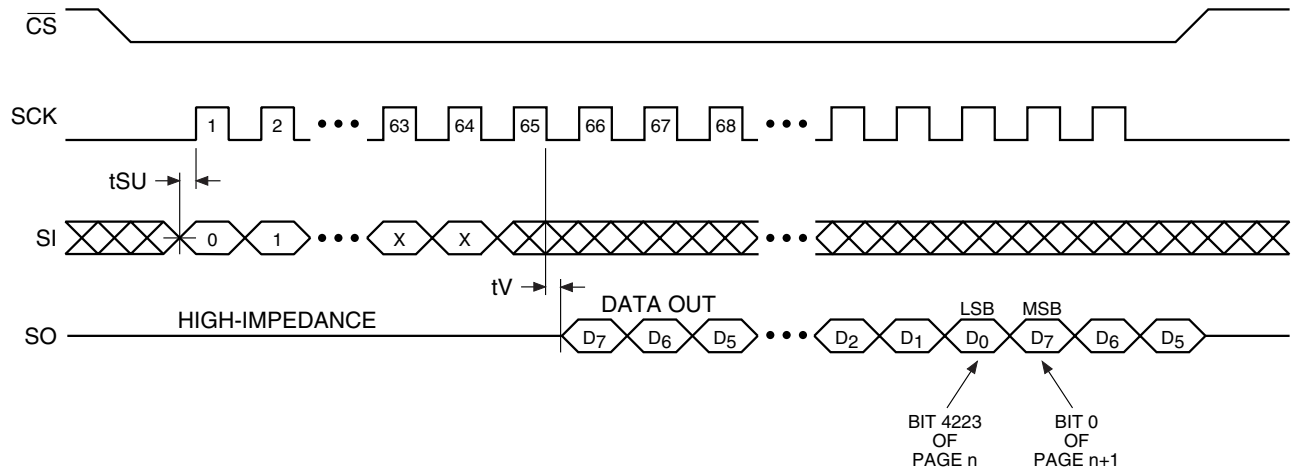 CS
SCK
1 2 ••• 63 64 65 66 67 68 •••
tSU
SI
0 1 ••• X X •••
tV
DATA OUT
LSB MSB
SO
HIGH-IMPEDANCE
D7 D6 D5 ••• D2 D1 D0 D7 D6 D5
BIT 4223
OF
PAGE n
BIT 0
OF
PAGE n+1